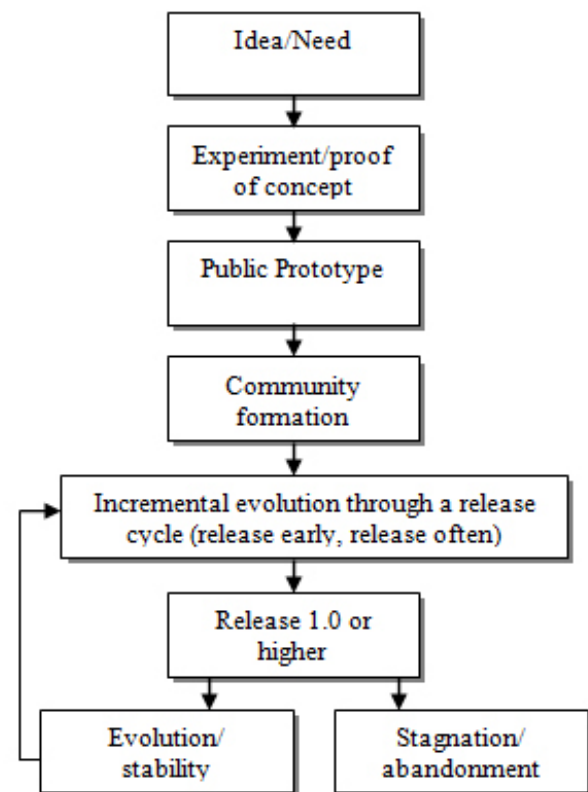 Idea/Need
Experiment/proof
of concept
Public Prototype
Community
formation
Incremental evolution through a release
cycle (release early, release often)
Release 1.0 or
higher
Evolution/
stability
Stagnation/
abandonment